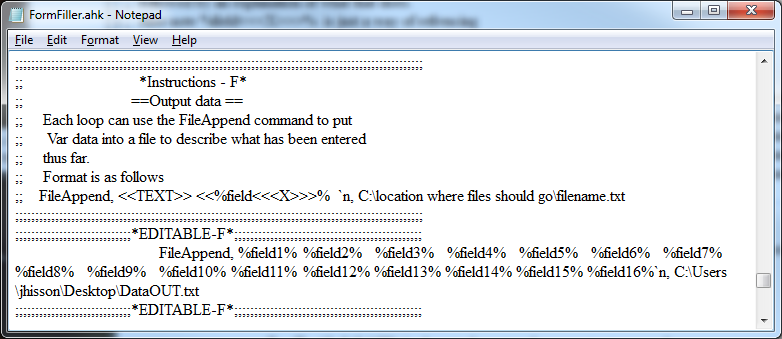 FormFiller.ahk - Notepad
File Edit Format View Help
;;;;;;;;;;;;;;;;;;;;;;;;;;;;;;;;;;;;;;;;;;;;;;;;;;;;;;;;;;;;;;;;;;;;;;;;;;;;;;;;;;;;;;;;;;;;;;;;;;;;;;
;; *Instructions - F*
;; ==Output data ==
;; Each loop can use the FileAppend command to put
;; Var data into a file to describe what has been entered
;; thus far.
;; Format is as follows
;; FileAppend, <<TEXT>> <<%field<<<X>>>% `n, C:\location where files should go\filename.txt
;;;;;;;;;;;;;;;;;;;;;;;;;;;;;;;;;;;;;;;;;;;;;;;;;;;;;;;;;;;;;;;;;;;;;;;;;;;;;;;;;;;;;;;;;;;;;;;;;;;;;;
;;;;;;;;;;;;;;;;;;;;;;;;;;;;;*EDITABLE-F*;;;;;;;;;;;;;;;;;;;;;;;;;;;;;;;;;;;;;;;;;;;;;;;
FileAppend, %field1% %field2% %field3% %field4% %field5% %field6% %field7%
%field8% %field9% %field10% %field11% %field12% %field13% %field14% %field15% %field16%`n, C:\Users
\jhisson\Desktop\DataOUT.txt
;;;;;;;;;;;;;;;;;;;;;;;;;;;;;*EDITABLE-F*;;;;;;;;;;;;;;;;;;;;;;;;;;;;;;;;;;;;;;;;;;;;;;;